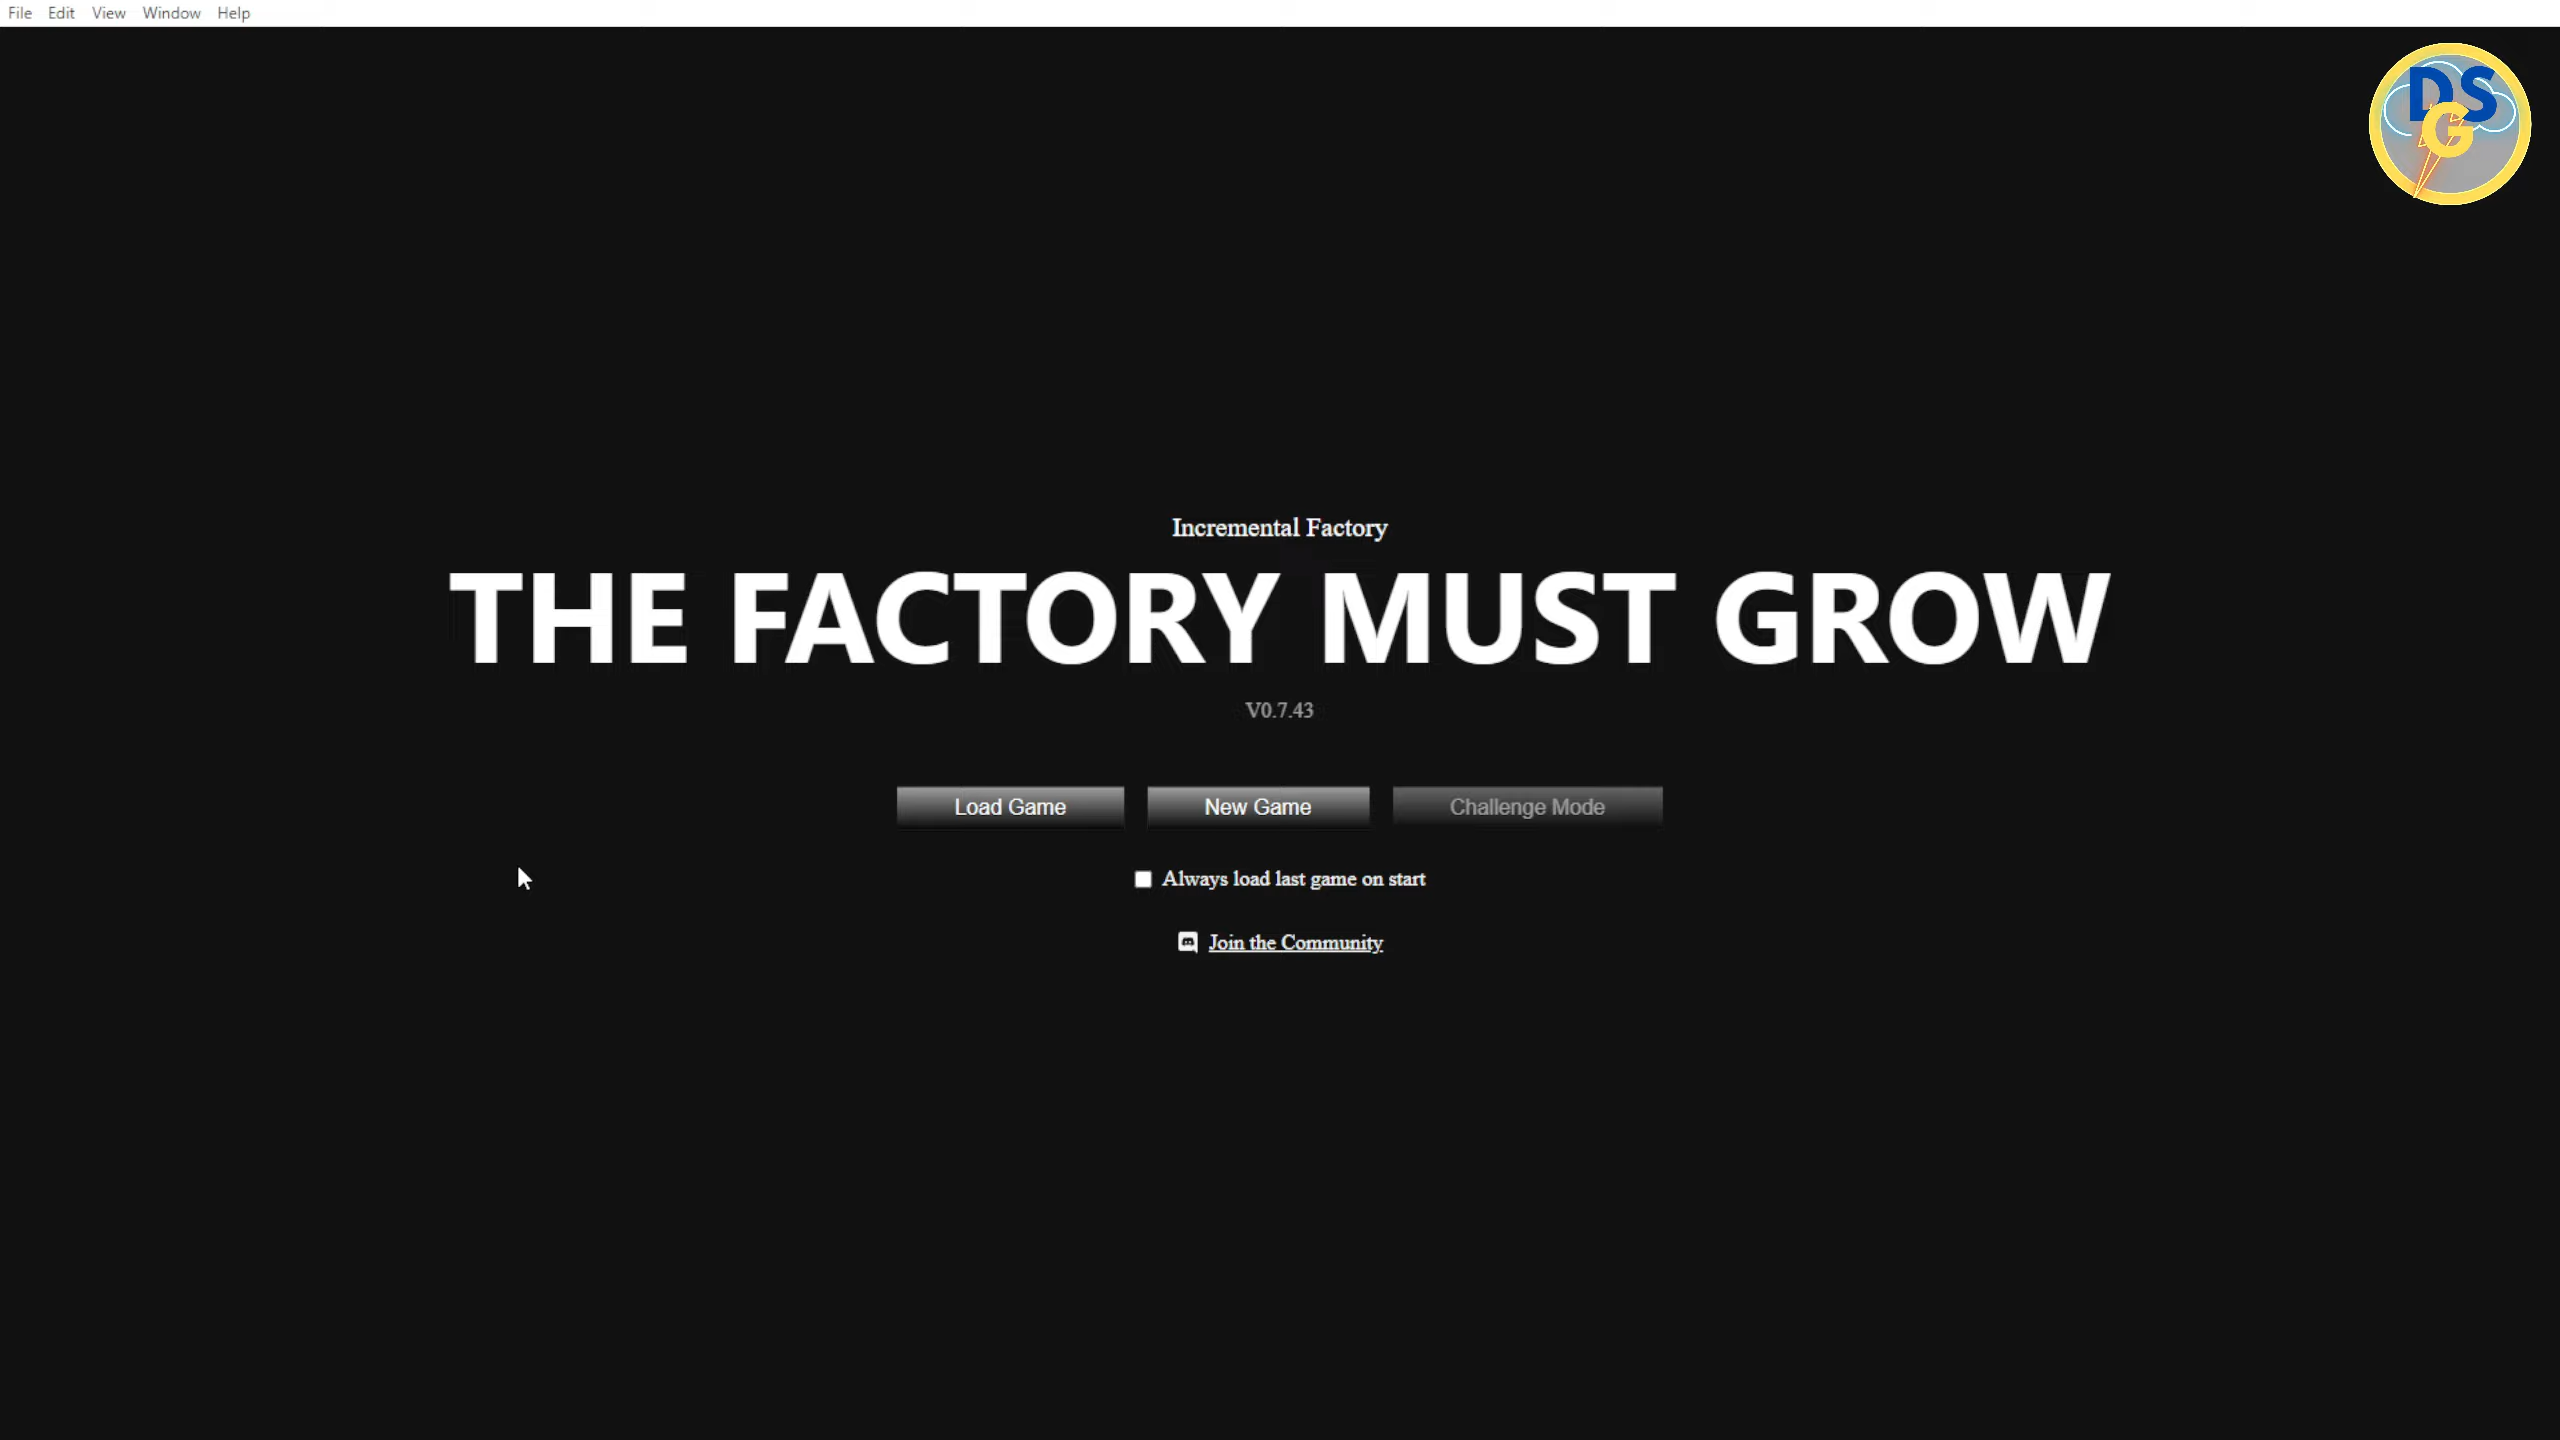 File Edit View Window Help
DSG
Incremental Factory
THE FACTORY MUST GROW
V0.7.43
Load Game New Game Challenge Mode
Always load last game on start
Join the Community